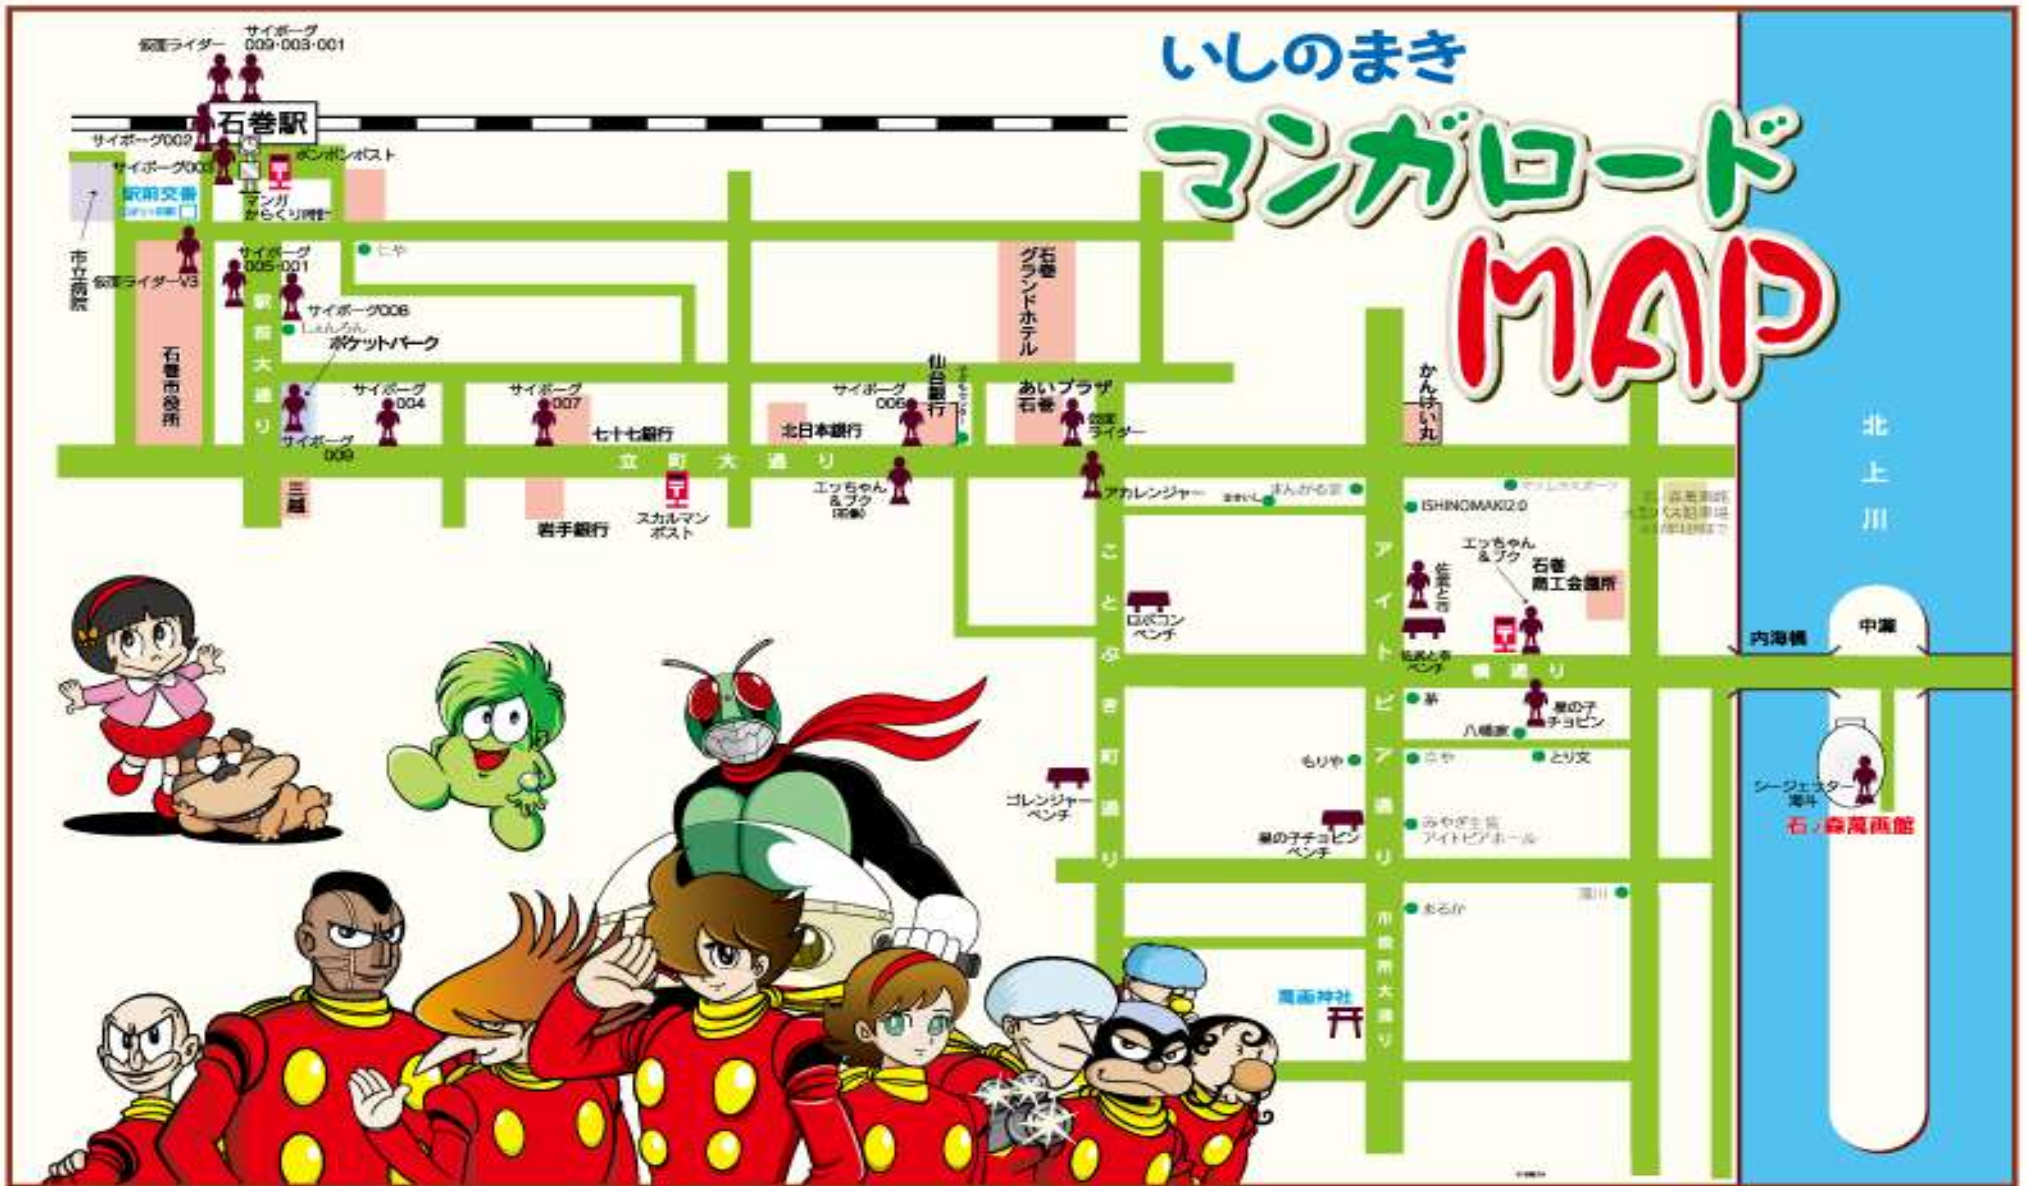 いしのまき
マンガロード
MAP
仮面ライダー
サイボーグ
009・003・001
石巻駅
サイボーグ002
マンガ
からくり時計
駅前交番
市立病院
仮面ライダーV3
サイボーグ
005・001
サイボーグ008
ポケットパーク
駅前大通り
石巻市役所
サイボーグ
004
サイボーグ
009
サイボーグ
007
七十七銀行
北日本銀行
サイボーグ
006
仙台銀行
石巻
グランドホテル
あいプラザ
石巻
仮面
ライダー
かんけい丸
立町大通り
三越
岩手銀行
〒
スカルマン
ポスト
エッちゃん
&ブク
アカレンジャー
まんがる堂
ISHINOMAKI2.0
マツムラスポーツ
北上川
ことぶき町通り
アイトピア通り
エッちゃん
&ブク
石巻
商工会議所
佐武と市
ロボコン
ベンチ
佐武と市
ベンチ
橋通り
内海橋
中瀬
茶
星の子
チョビン
八幡家
もりや
とり文
ゴレンジャー
ベンチ
星の子チョビン
ベンチ
みやぎ生協
アイトピアホール
シージェッター
海斗
石ノ森萬画館
まるか
市役所大通り
萬画神社